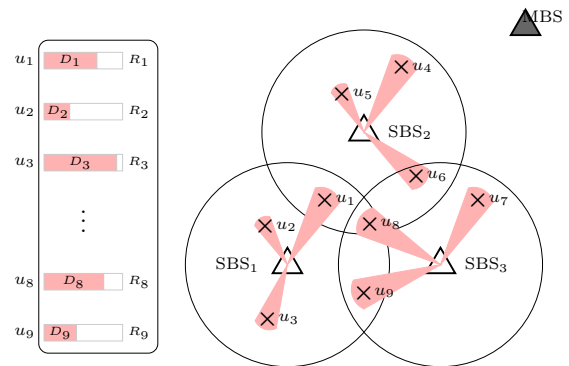 MBS
u₁ D₁ R₁
u₂ D₂ R₂
u₃ D₃ R₃
⋮
u₈ D₈ R₈
u₉ D₉ R₉
u₄
u₅
SBS₂
u₆
u₁
u₂
SBS₁
u₃
u₈
u₇
SBS₃
u₉